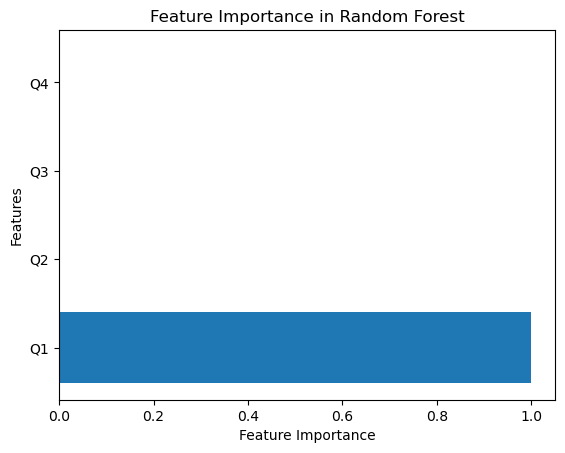 Feature Importance in Random Forest
Q4
Q3
Q2
Q1
Features
0.0 0.2 0.4 0.6 0.8 1.0
Feature Importance